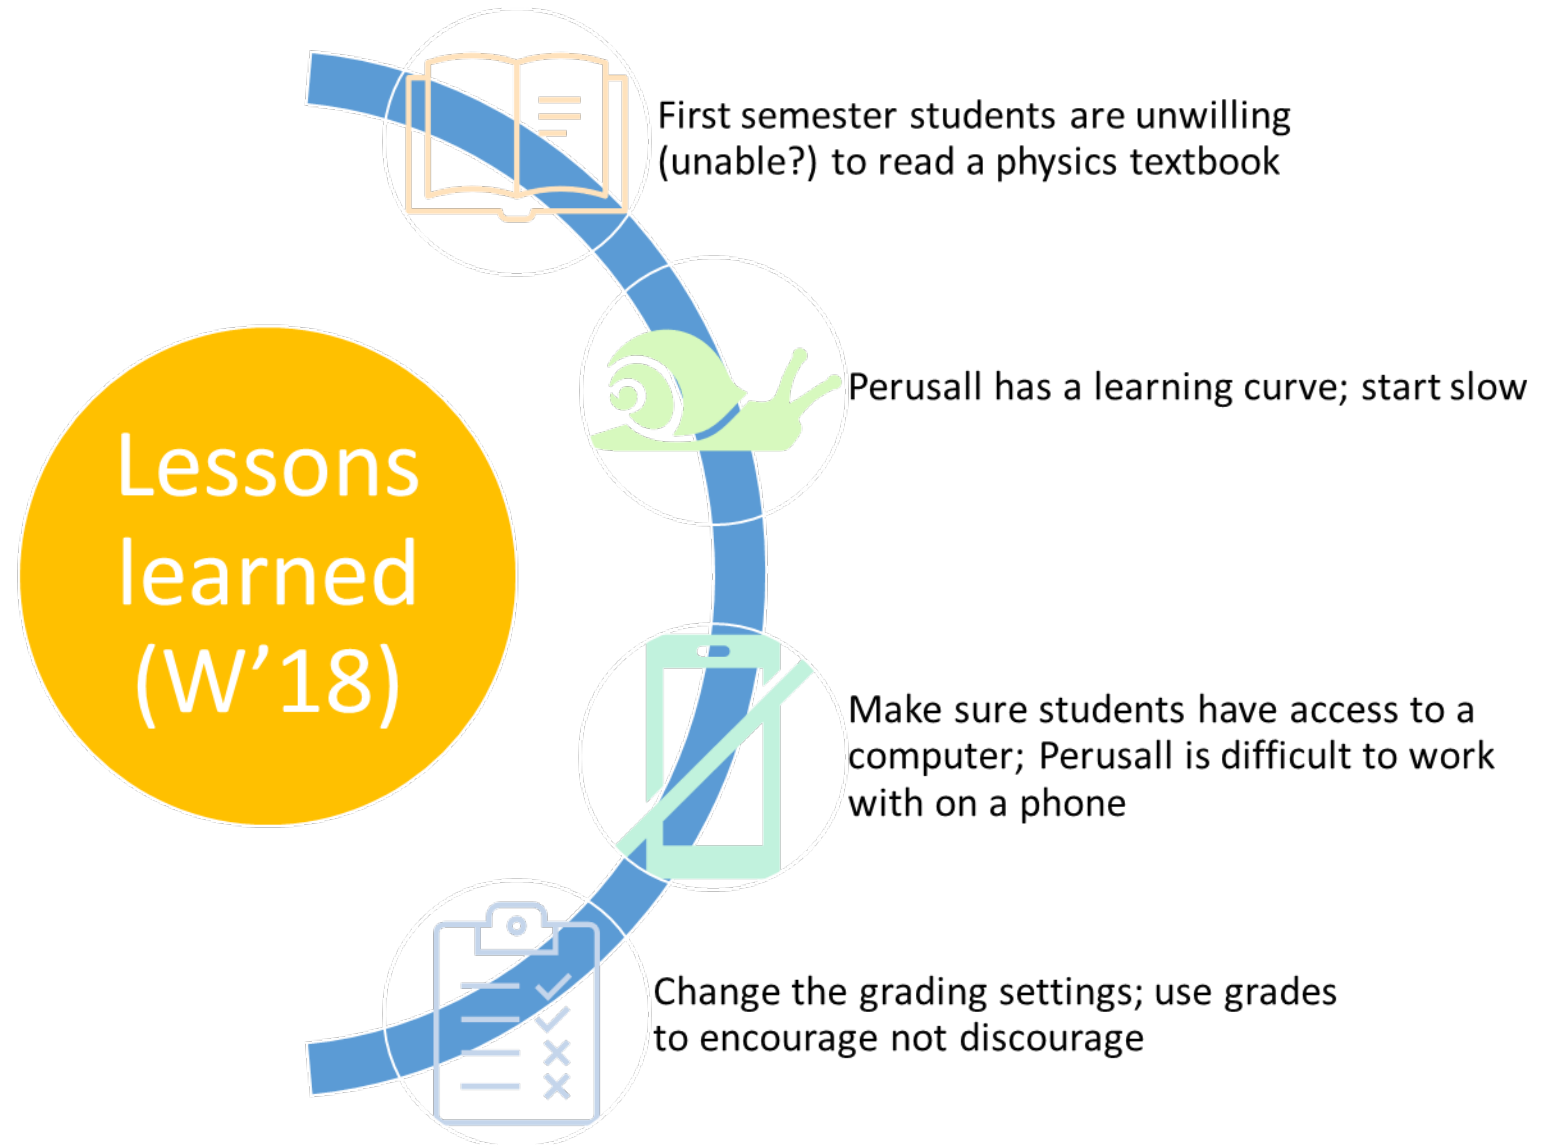 Lessons
learned
(W’18)
First semester students are unwilling
(unable?) to read a physics textbook
Perusall has a learning curve; start slow
Make sure students have access to a
computer; Perusall is difficult to work
with on a phone
Change the grading settings; use grades
to encourage not discourage